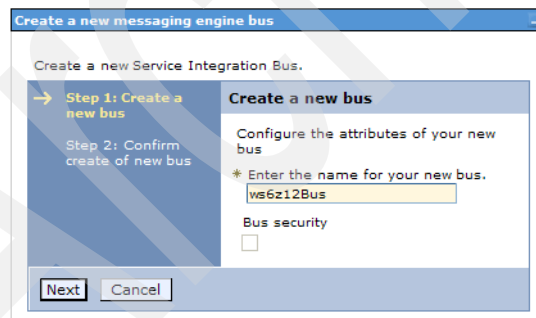 Create a new messaging engine bus
Create a new Service Integration Bus.
Step 1: Create a
new bus
Step 2: Confirm
create of new bus
Create a new bus
Configure the attributes of your new
bus
* Enter the name for your new bus.
ws6z12Bus
Bus security
Next Cancel